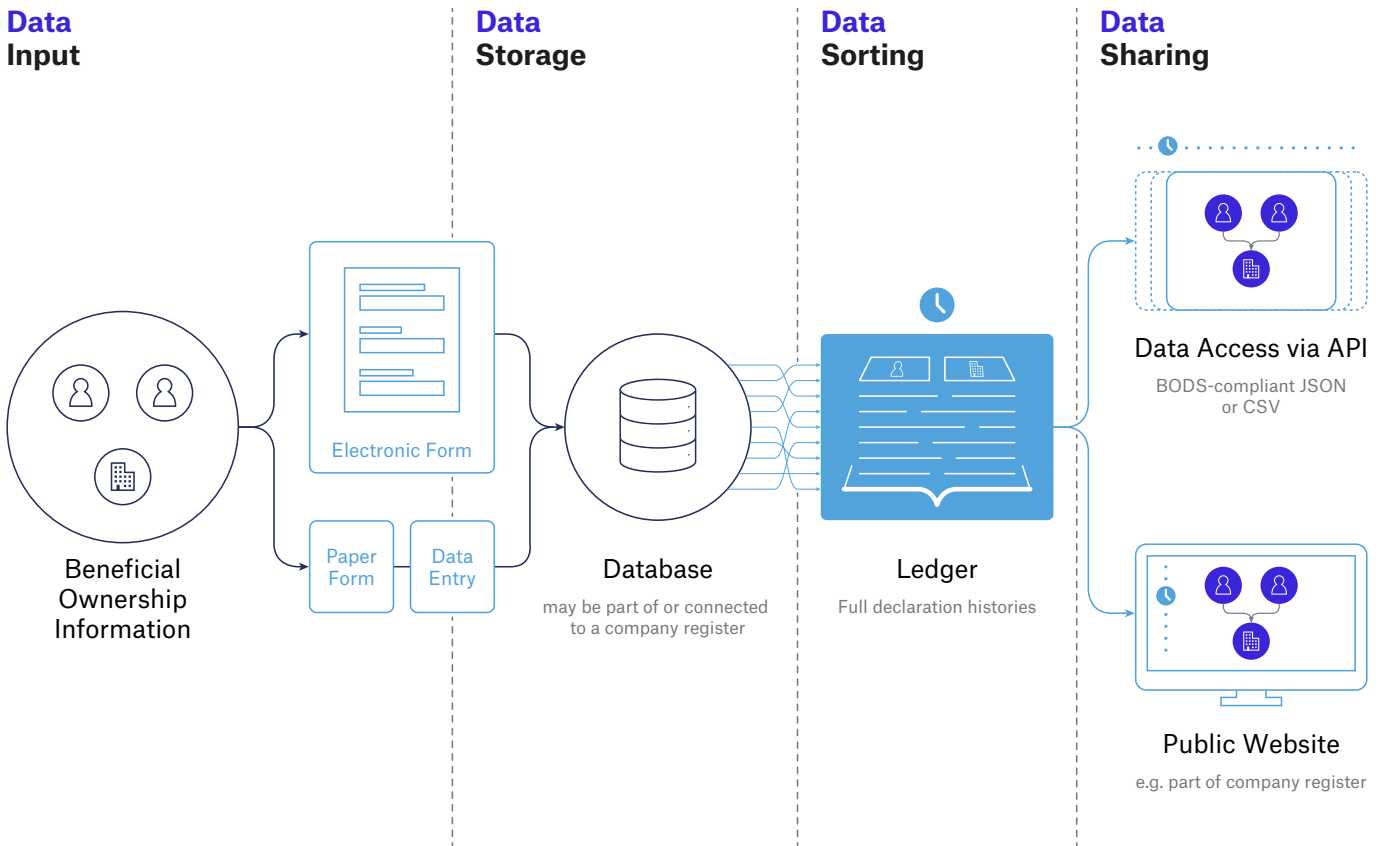 Data
Input
Data
Storage
Data
Sorting
Data
Sharing
Beneficial
Ownership
Information
Electronic Form
Paper
Form
Data
Entry
Database
may be part of or connected
to a company register
Ledger
Full declaration histories
Data Access via API
BODS-compliant JSON
or CSV
Public Website
e.g. part of company register